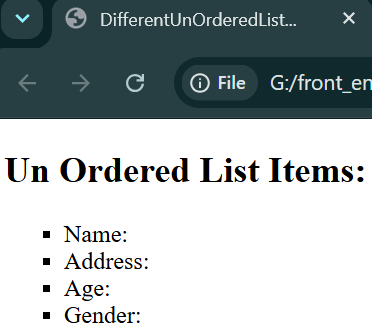 DifferentUnOrderedList...
File G:/front_en
Un Ordered List Items:
Name:
Address:
Age:
Gender: